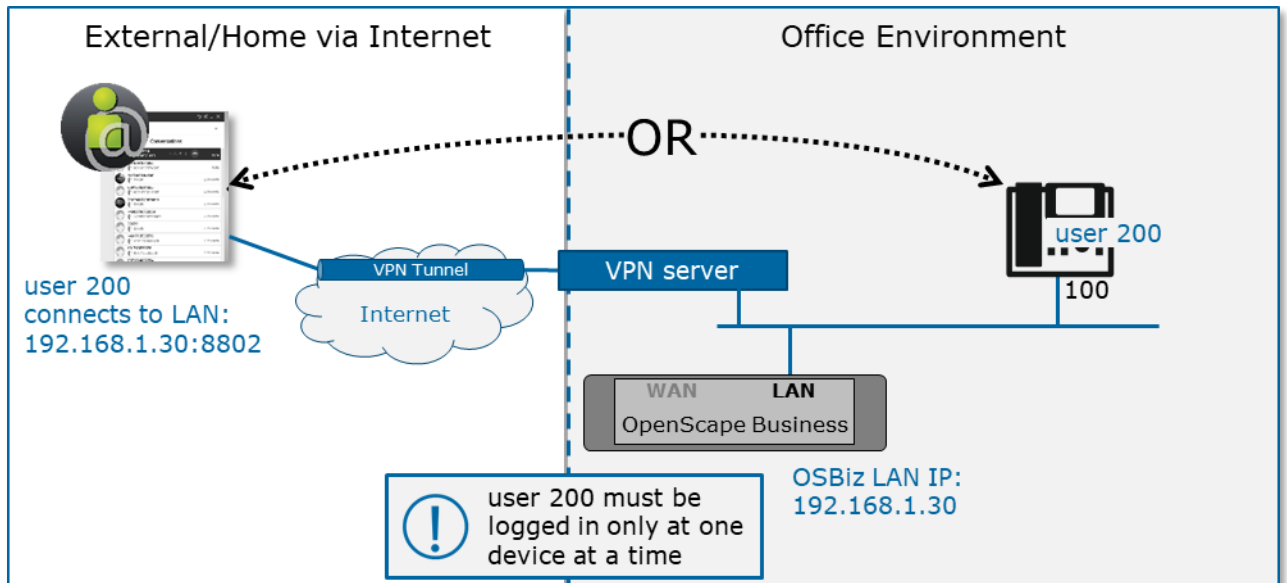 External/Home via Internet
Office Environment
@
OR
user 200
100
VPN Tunnel
VPN server
Internet
user 200
connects to LAN:
192.168.1.30:8802
WAN LAN
OpenScape Business
OSBiz LAN IP:
192.168.1.30
! user 200 must be
logged in only at one
device at a time